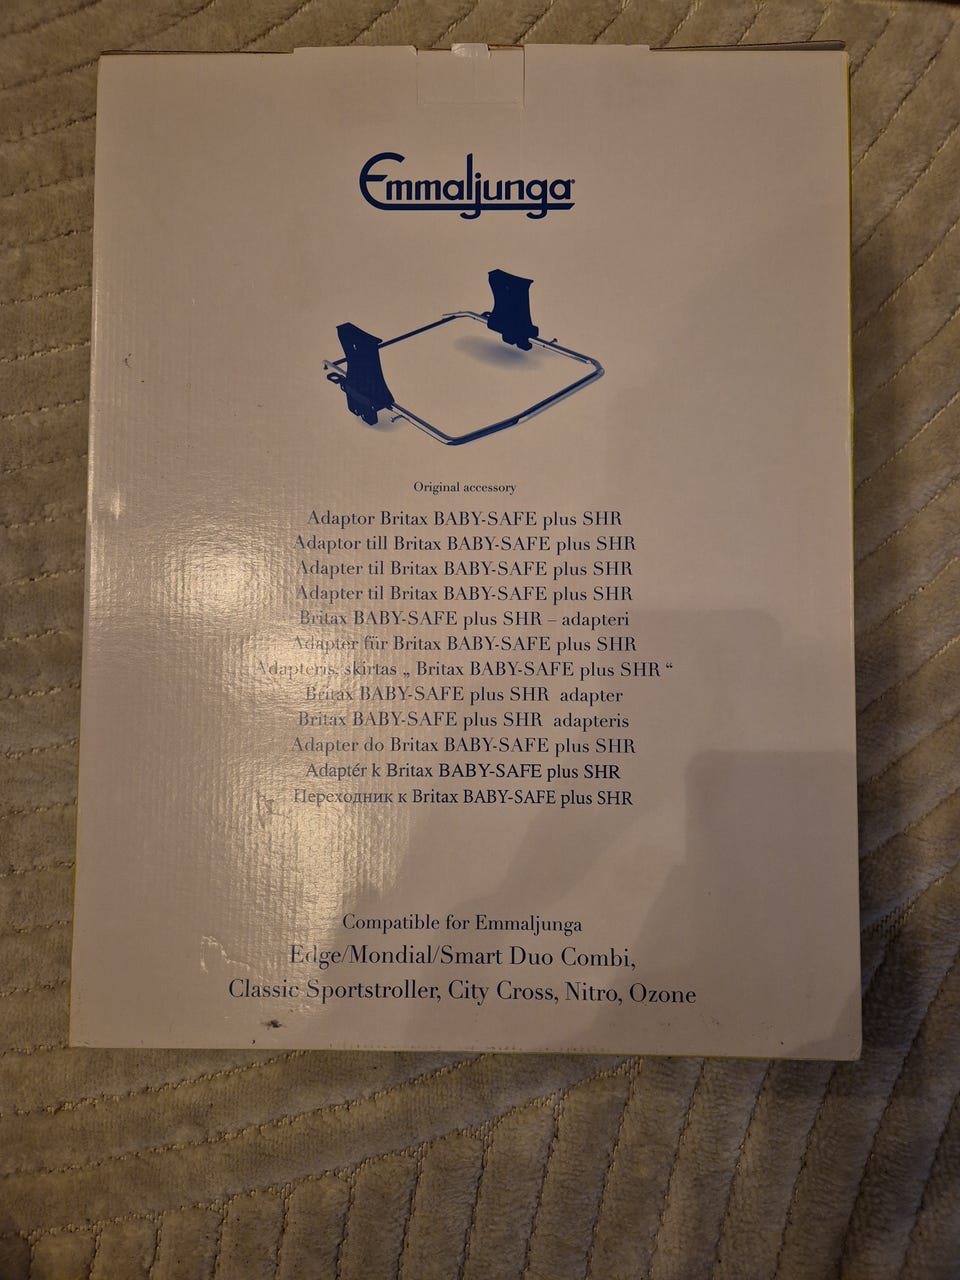 Emmaljunga
Original accessory
Adaptor Britax BABY-SAFE plus SHR
Adaptor till Britax BABY-SAFE plus SHR
Adapter til Britax BABY-SAFE plus SHR
Adapter til Britax BABY-SAFE plus SHR
Britax BABY-SAFE plus SHR – adapteri
Adapter für Britax BABY-SAFE plus SHR
Adapteris, skirtas „ Britax BABY-SAFE plus SHR “
Britax BABY-SAFE plus SHR adapter
Britax BABY-SAFE plus SHR adapteris
Adapter do Britax BABY-SAFE plus SHR
Adaptér k Britax BABY-SAFE plus SHR
Переходник к Britax BABY-SAFE plus SHR
Compatible for Emmaljunga
Edge/Mondial/Smart Duo Combi,
Classic Sportstroller, City Cross, Nitro, Ozone